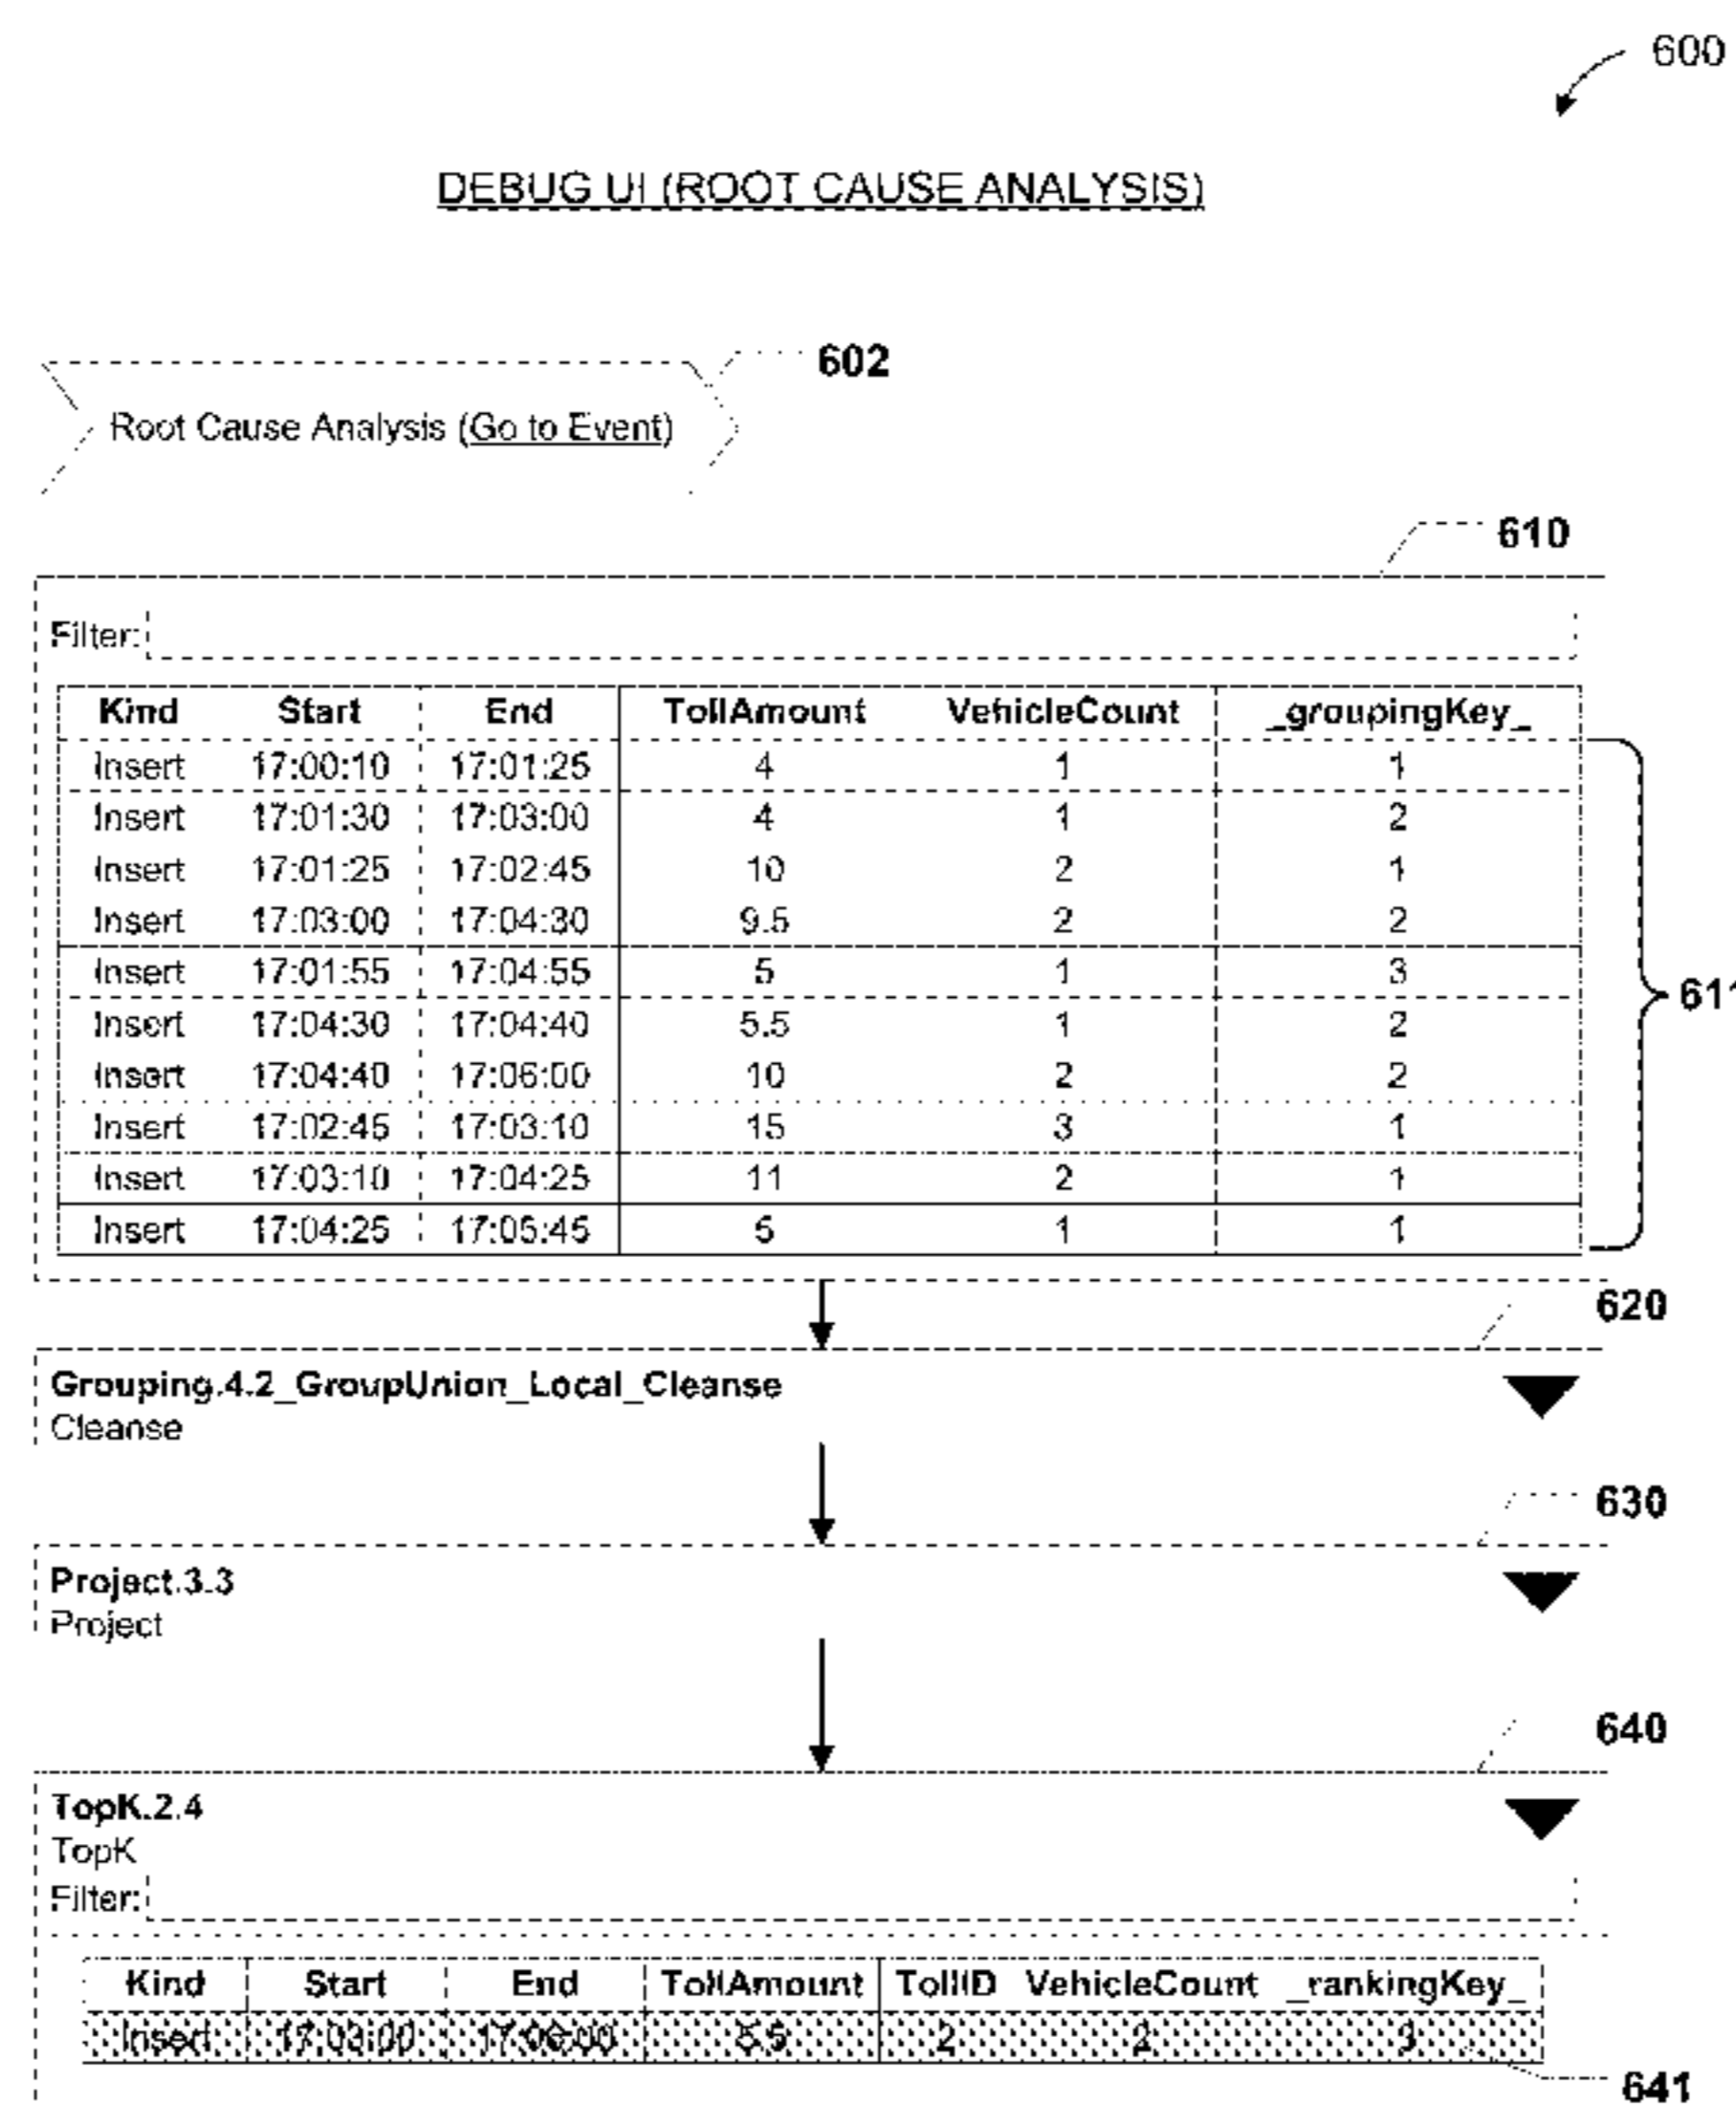 600
DEBUG UI (ROOT CAUSE ANALYSIS)
602
Root Cause Analysis (Go to Event)
610
Filter:
Kind Start End TollAmount VehicleCount _groupingKey_
Insert 17:00:10 17:01:25 4 1 1
Insert 17:01:30 17:03:00 4 1 2
Insert 17:01:25 17:02:45 10 2 1
Insert 17:03:00 17:04:30 9.5 2 2
Insert 17:01:55 17:04:55 5 1 3
Insert 17:04:30 17:04:40 5.5 1 2
Insert 17:04:40 17:06:00 10 2 2
Insert 17:02:45 17:03:10 15 3 1
Insert 17:03:10 17:04:25 11 2 1
Insert 17:04:25 17:05:45 5 1 1
611
620
Grouping.4.2_GroupUnion_Local_Cleanse
Cleanse
630
Project.3.3
Project
640
TopK.2.4
TopK
Filter:
Kind Start End TollAmount TollID VehicleCount _rankingKey_
Insert 17:03:00 17:06:00 2 2 3
641